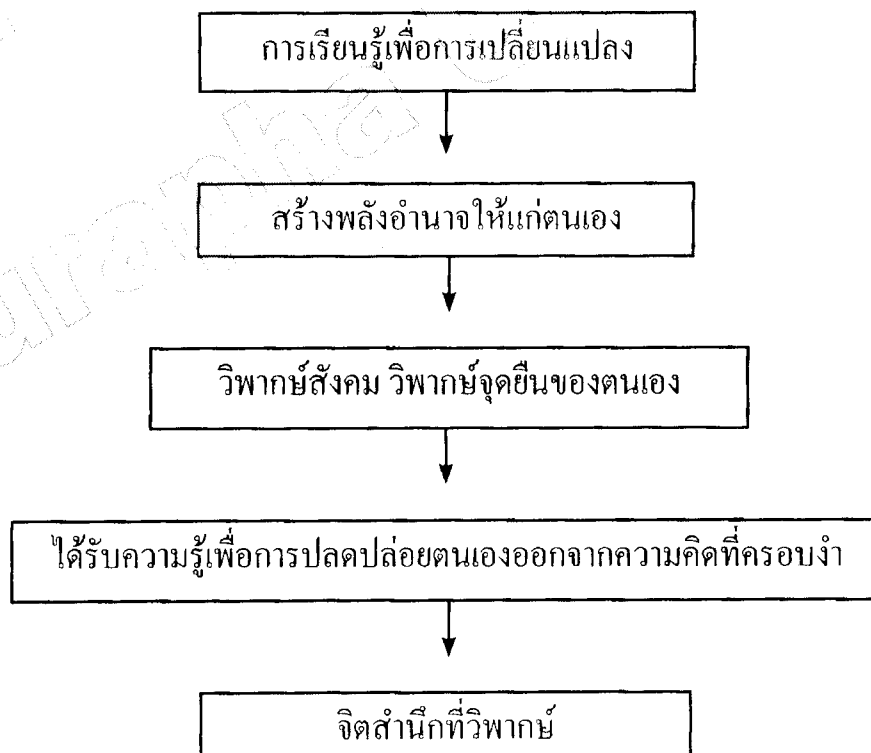 การเรียนรู้เพื่อการเปลี่ยนแปลง
สร้างพลังอำนาจให้แก่ตนเอง
วิพากษ์สังคม วิพากษ์จุดยืนของตนเอง
ได้รับความรู้เพื่อการปลดปล่อยตนเองออกจากความคิดที่ครอบงำ
จิตสำนึกที่วิพากษ์